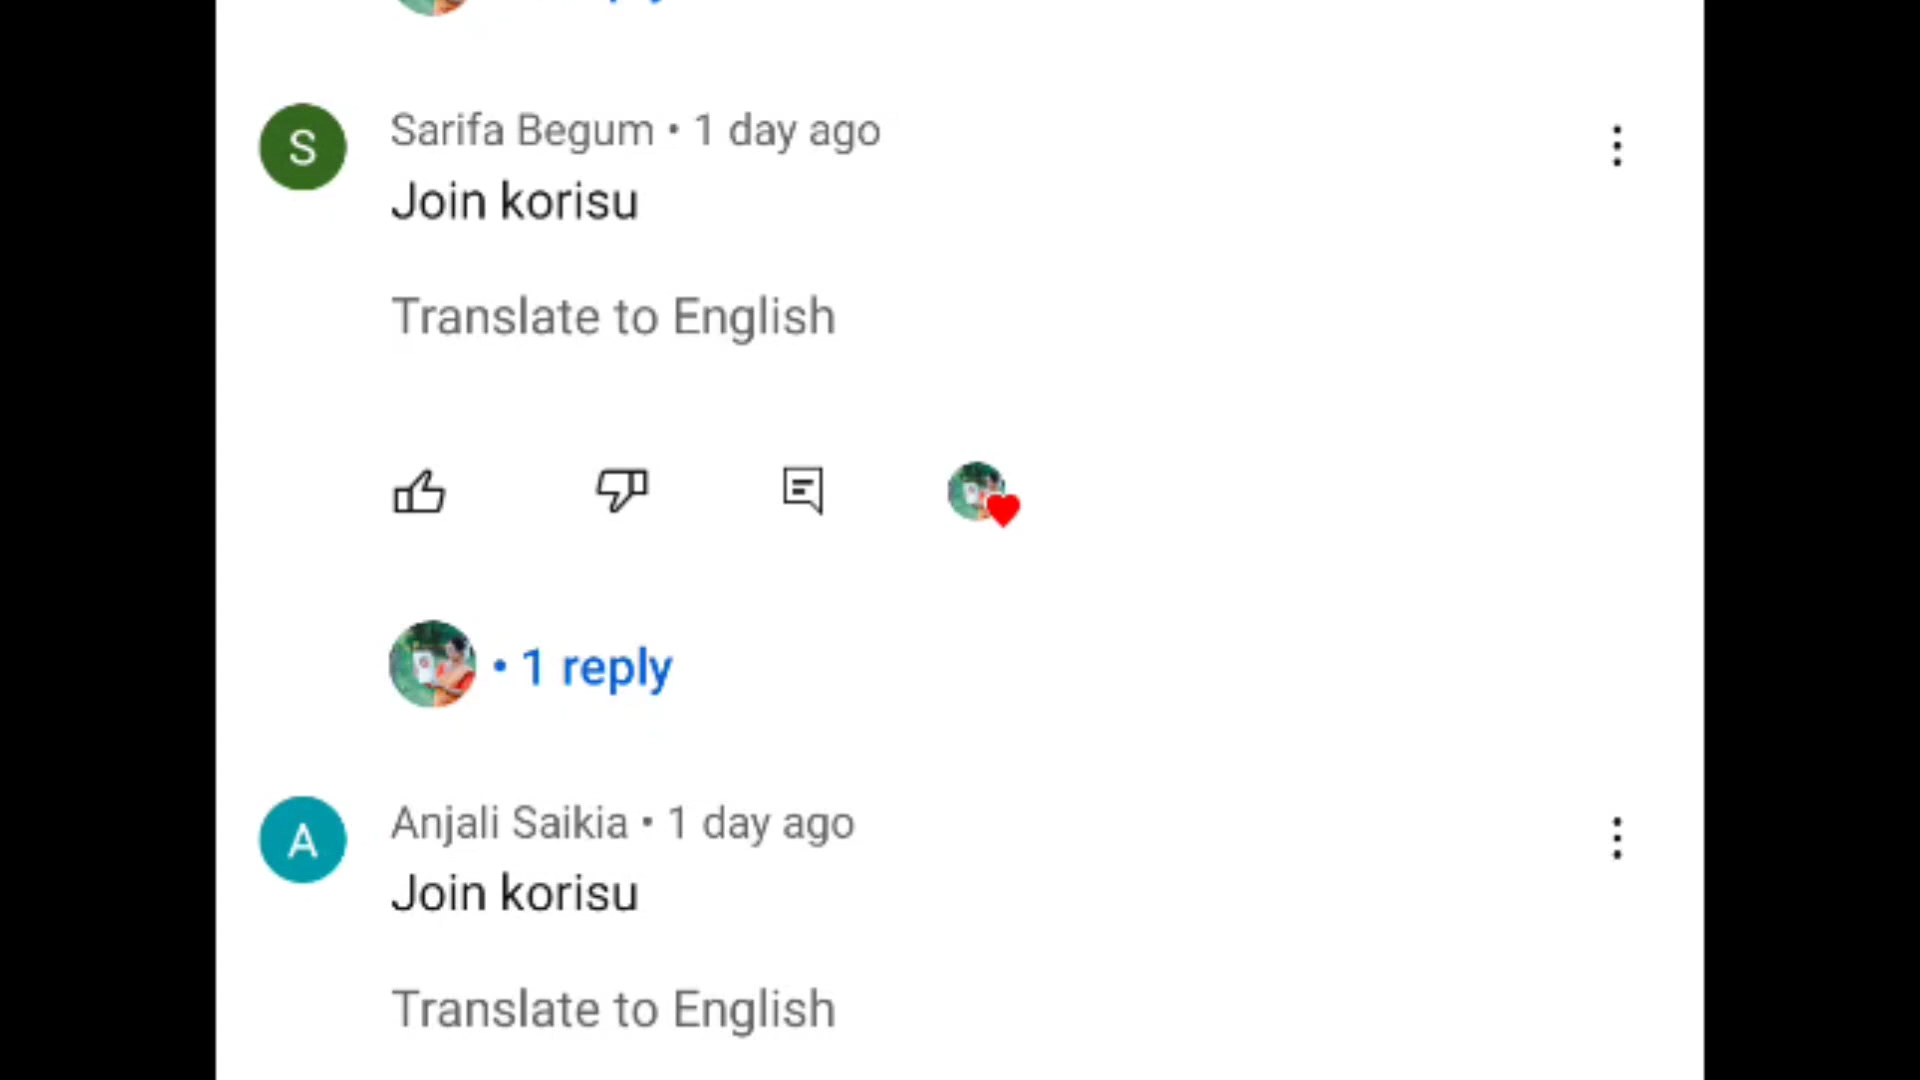 Sarifa Begum • 1 day ago
S
Join korisu
Translate to English
• 1 reply
Anjali Saikia • 1 day ago
A
Join korisu
Translate to English